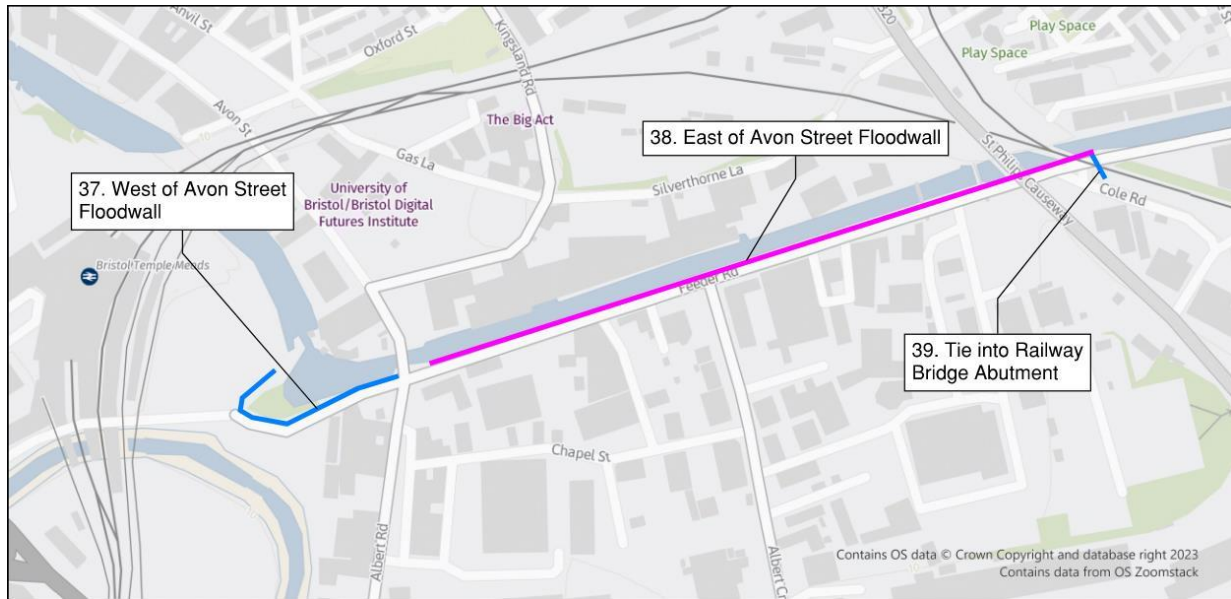 Anvil St
Oxford St
Kingsland Rd
Play Space
Play Space
Avon St
The Big Act
Gas La
38. East of Avon Street Floodwall
St Philips Causeway
37. West of Avon Street
Floodwall
University of
Bristol/Bristol Digital
Futures Institute
Silverthorne La
Cole Rd
Bristol Temple Meads
Feeder Rd
39. Tie into Railway
Bridge Abutment
Chapel St
Albert Rd
Contains OS data © Crown Copyright and database right 2023
Contains data from OS Zoomstack